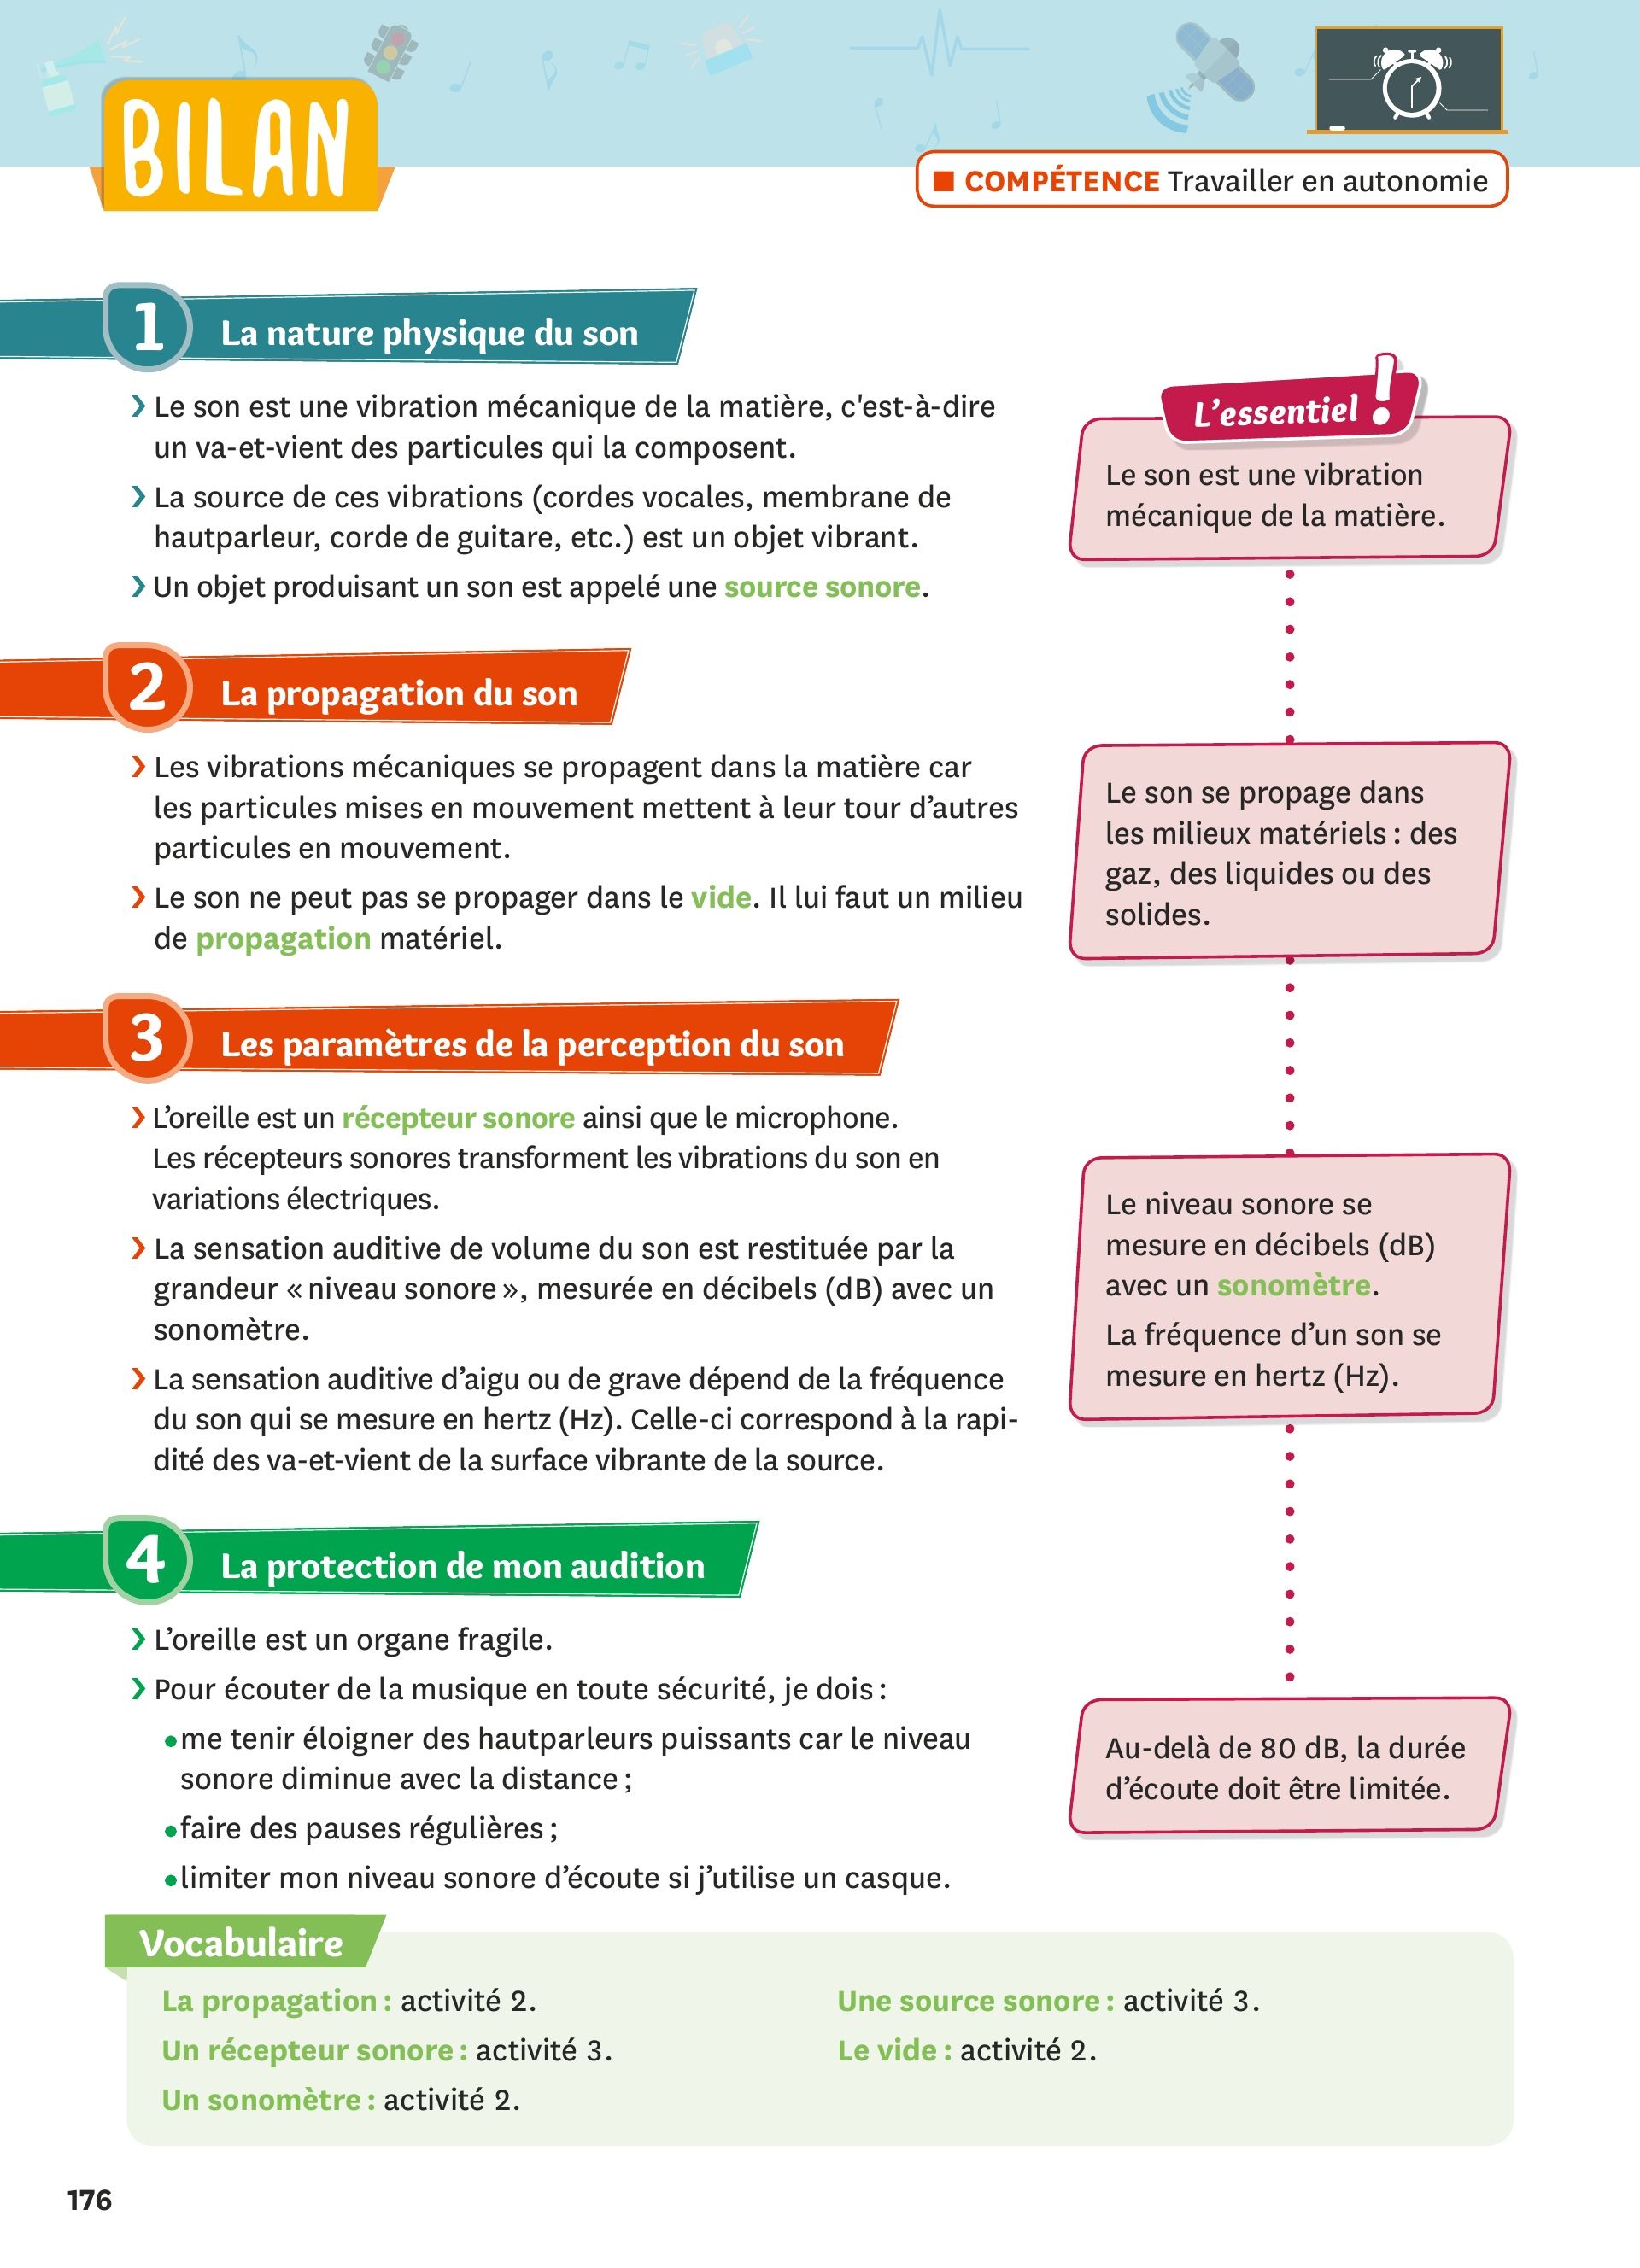 BILAN
■ COMPÉTENCE Travailler en autonomie
1 La nature physique du son
› Le son est une vibration mécanique de la matière, c'est-à-dire
un va-et-vient des particules qui la composent.
› La source de ces vibrations (cordes vocales, membrane de
hautparleur, corde de guitare, etc.) est un objet vibrant.
› Un objet produisant un son est appelé une source sonore.
L’essentiel !
Le son est une vibration
mécanique de la matière.
2 La propagation du son
› Les vibrations mécaniques se propagent dans la matière car
les particules mises en mouvement mettent à leur tour d’autres
particules en mouvement.
› Le son ne peut pas se propager dans le vide. Il lui faut un milieu
de propagation matériel.
Le son se propage dans
les milieux matériels : des
gaz, des liquides ou des
solides.
3 Les paramètres de la perception du son
› L’oreille est un récepteur sonore ainsi que le microphone.
Les récepteurs sonores transforment les vibrations du son en
variations électriques.
› La sensation auditive de volume du son est restituée par la
grandeur « niveau sonore », mesurée en décibels (dB) avec un
sonomètre.
› La sensation auditive d’aigu ou de grave dépend de la fréquence
du son qui se mesure en hertz (Hz). Celle-ci correspond à la rapi-
dité des va-et-vient de la surface vibrante de la source.
Le niveau sonore se
mesure en décibels (dB)
avec un sonomètre.
La fréquence d’un son se
mesure en hertz (Hz).
4 La protection de mon audition
› L’oreille est un organe fragile.
› Pour écouter de la musique en toute sécurité, je dois :
• me tenir éloigner des hautparleurs puissants car le niveau
sonore diminue avec la distance ;
• faire des pauses régulières ;
• limiter mon niveau sonore d’écoute si j’utilise un casque.
Au-delà de 80 dB, la durée
d’écoute doit être limitée.
Vocabulaire
La propagation : activité 2.
Un récepteur sonore : activité 3.
Un sonomètre : activité 2.
Une source sonore : activité 3.
Le vide : activité 2.
176